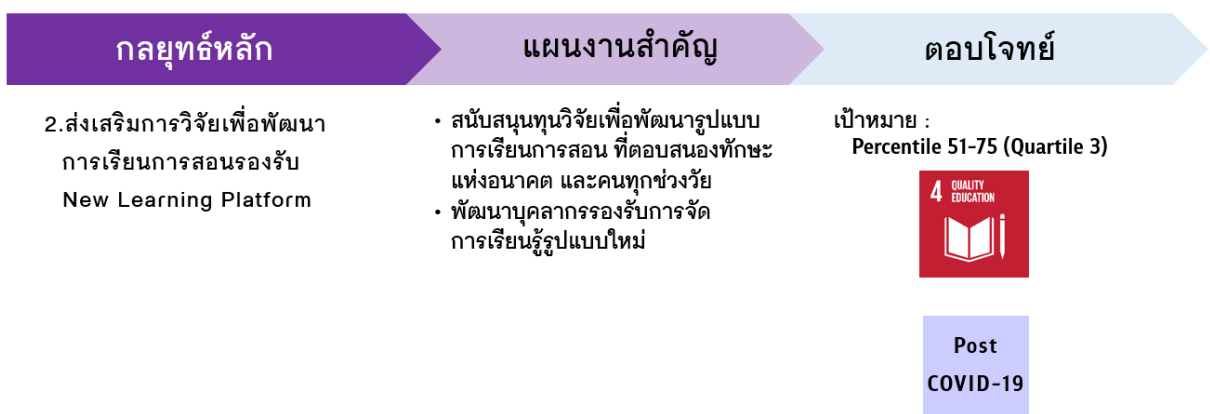 กลยุทธ์หลัก
แผนงานสำคัญ
ตอบโจทย์
2.ส่งเสริมการวิจัยเพื่อพัฒนา
การเรียนการสอนรองรับ
New Learning Platform
• สนับสนุนทุนวิจัยเพื่อพัฒนารูปแบบ
การเรียนการสอน ที่ตอบสนองทักษะ
แห่งอนาคต และคนทุกช่วงวัย
• พัฒนาบุคลากรรองรับการจัด
การเรียนรู้รูปแบบใหม่
เป้าหมาย :
Percentile 51-75 (Quartile 3)
4 QUALITY
EDUCATION
Post
COVID-19